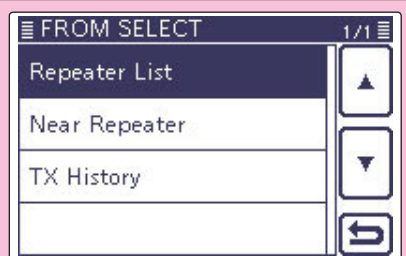 FROM SELECT 1/1
Repeater List
Near Repeater
TX History